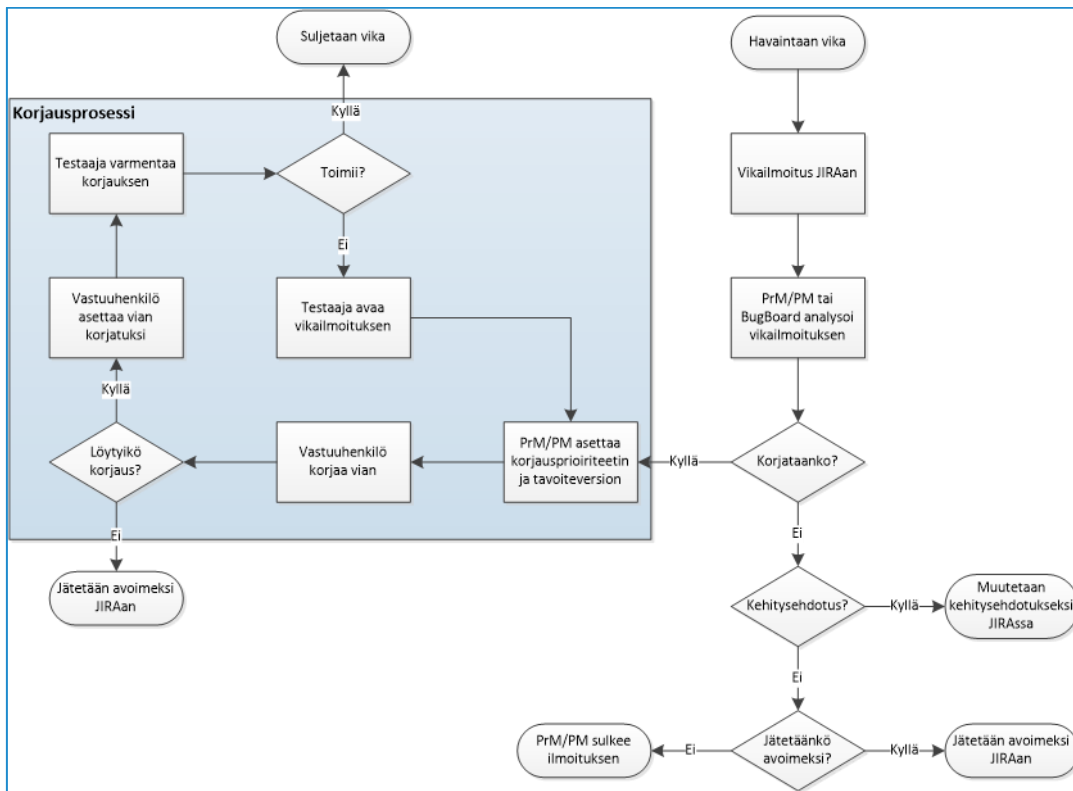 Suljetaan vika
Havaintaan vika
Korjausprosessi
Kyllä
Testaaja varmentaa
korjauksen
Toimii?
Vikailmoitus JIRAan
Ei
Vastuuhenkilö
asettaa vian
korjatuksi
Testaaja avaa
vikailmoituksen
PrM/PM tai
BugBoard analysoi
vikailmoituksen
Kyllä
Löytyikö
korjaus?
Vastuuhenkilö
korjaa vian
PrM/PM asettaa
korjausprioiriteetin
ja tavoiteversion
Kyllä
Korjataanko?
Ei
Ei
Jätetään avoimeksi
JIRAan
Kehitysehdotus?
Kyllä
Muutetaan
kehitysehdotukseksi
JIRAssa
Ei
PrM/PM sulkee
ilmoituksen
Ei
Jätetäänkö
avoimeksi?
Kyllä
Jätetään avoimeksi
JIRAan